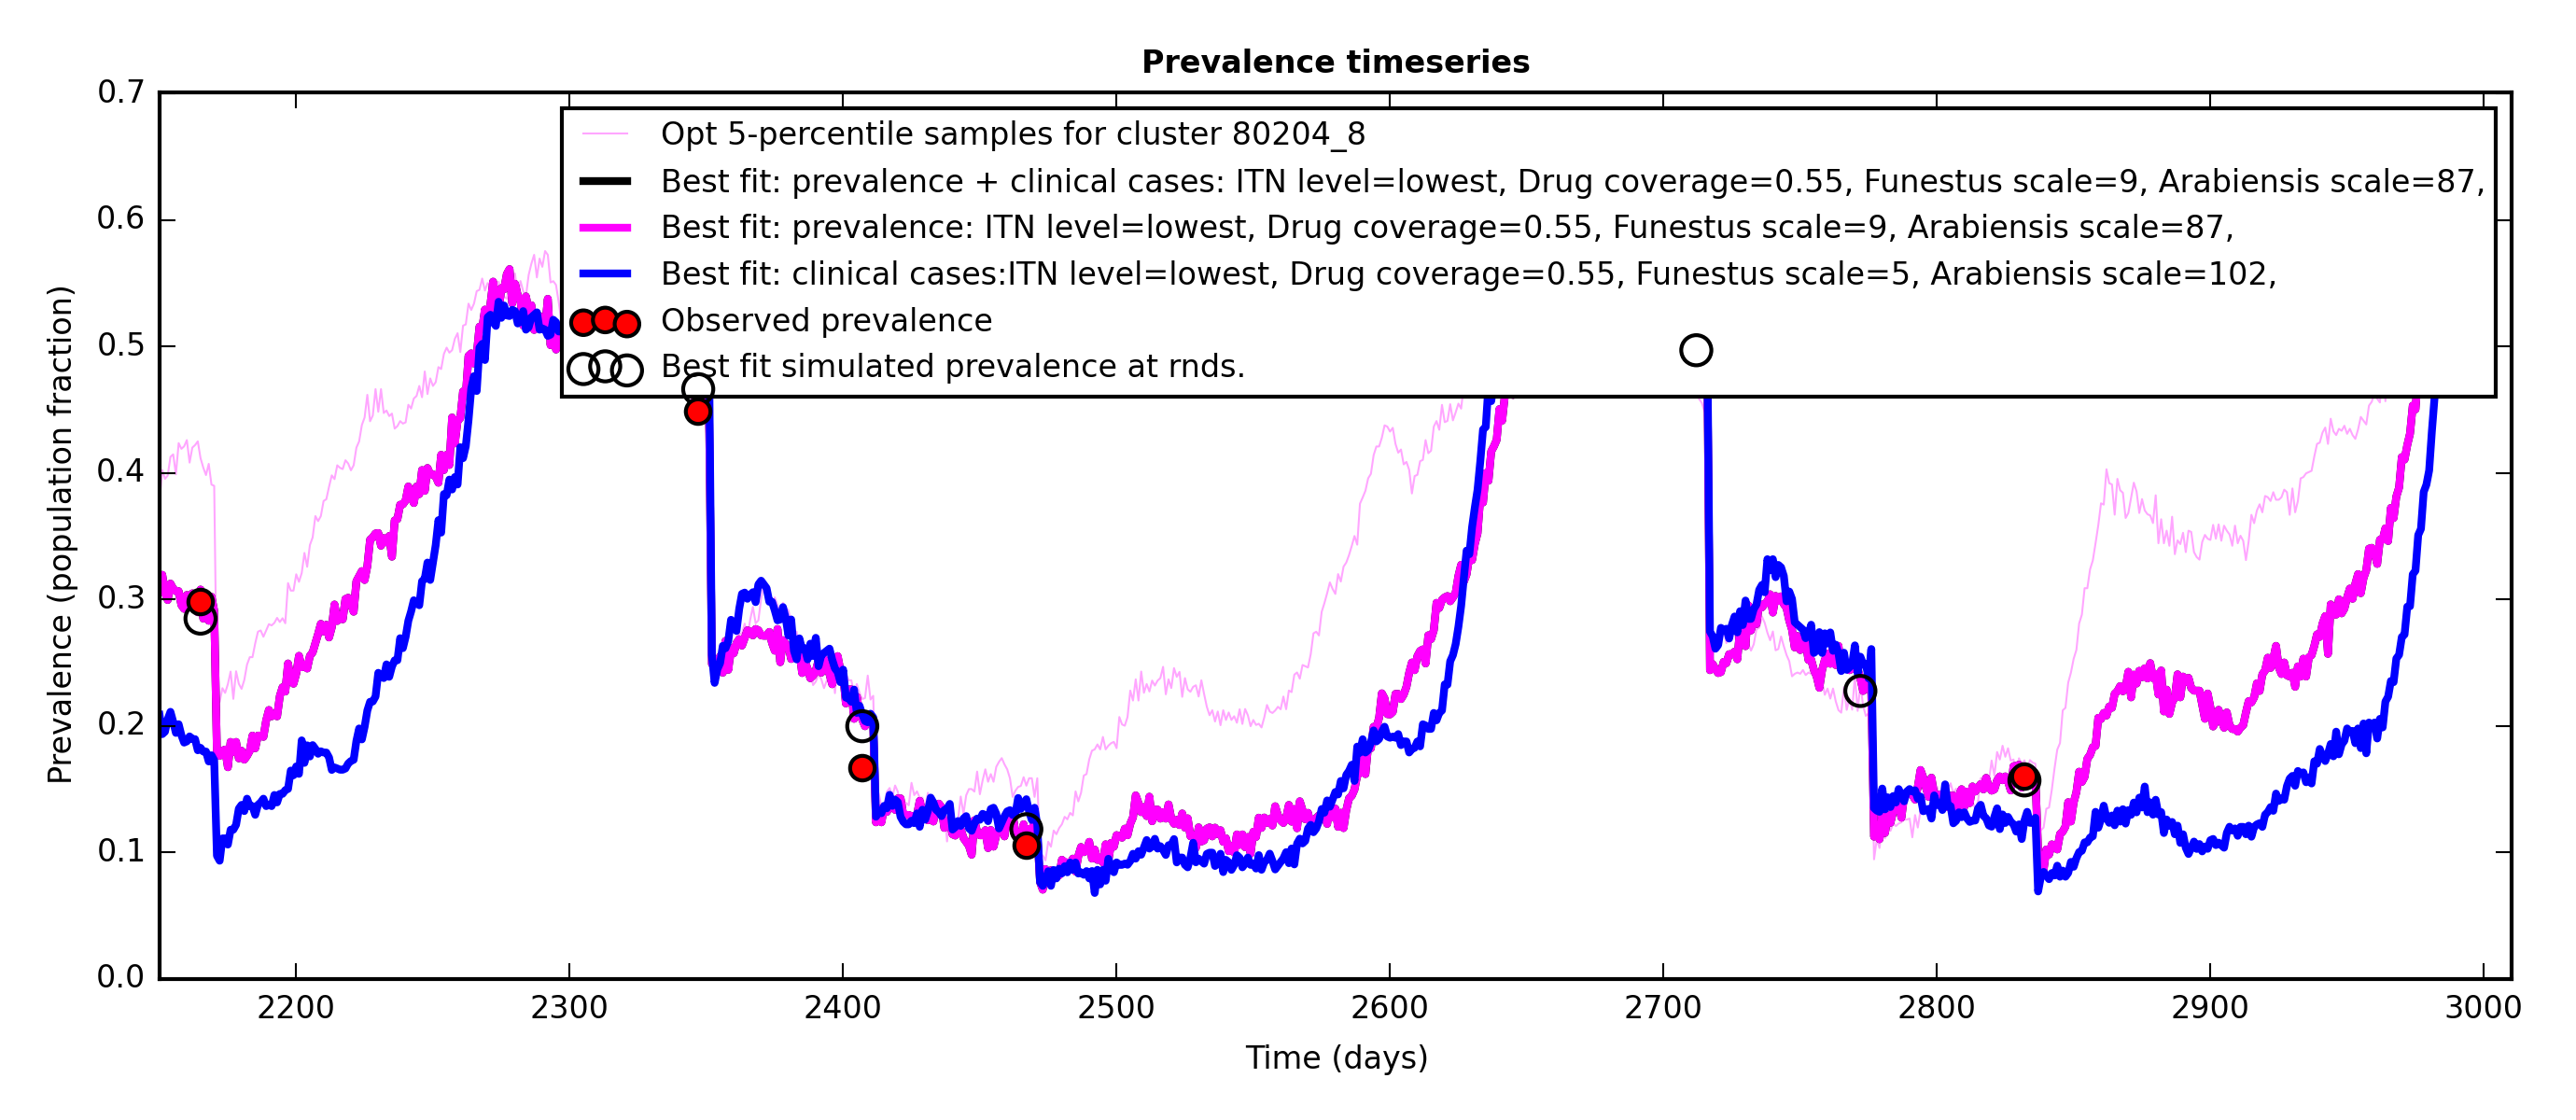 Prevalence timeseries
0.7
0.6
0.5
0.4
0.3
0.2
0.1
0.0
Prevalence (population fraction)
Opt 5-percentile samples for cluster 80204_8
Best fit: prevalence + clinical cases: ITN level=lowest, Drug coverage=0.55, Funestus scale=9, Arabiensis scale=87,
Best fit: prevalence: ITN level=lowest, Drug coverage=0.55, Funestus scale=9, Arabiensis scale=87,
Best fit: clinical cases:ITN level=lowest, Drug coverage=0.55, Funestus scale=5, Arabiensis scale=102,
Observed prevalence
Best fit simulated prevalence at rnds.
2200 2300 2400 2500 2600 2700 2800 2900 3000
Time (days)